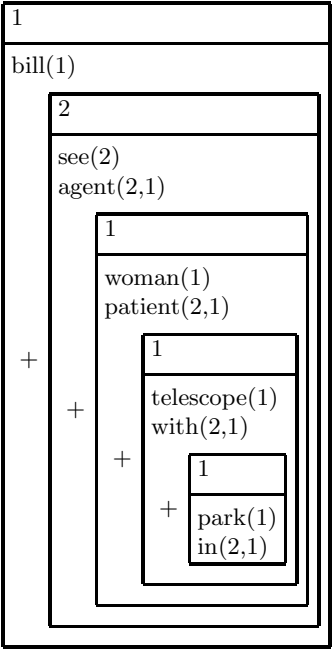 1
bill(1)
2
see(2)
agent(2,1)
1
woman(1)
patient(2,1)
1
+
telescope(1)
+
with(2,1)
+
1
+
park(1)
in(2,1)